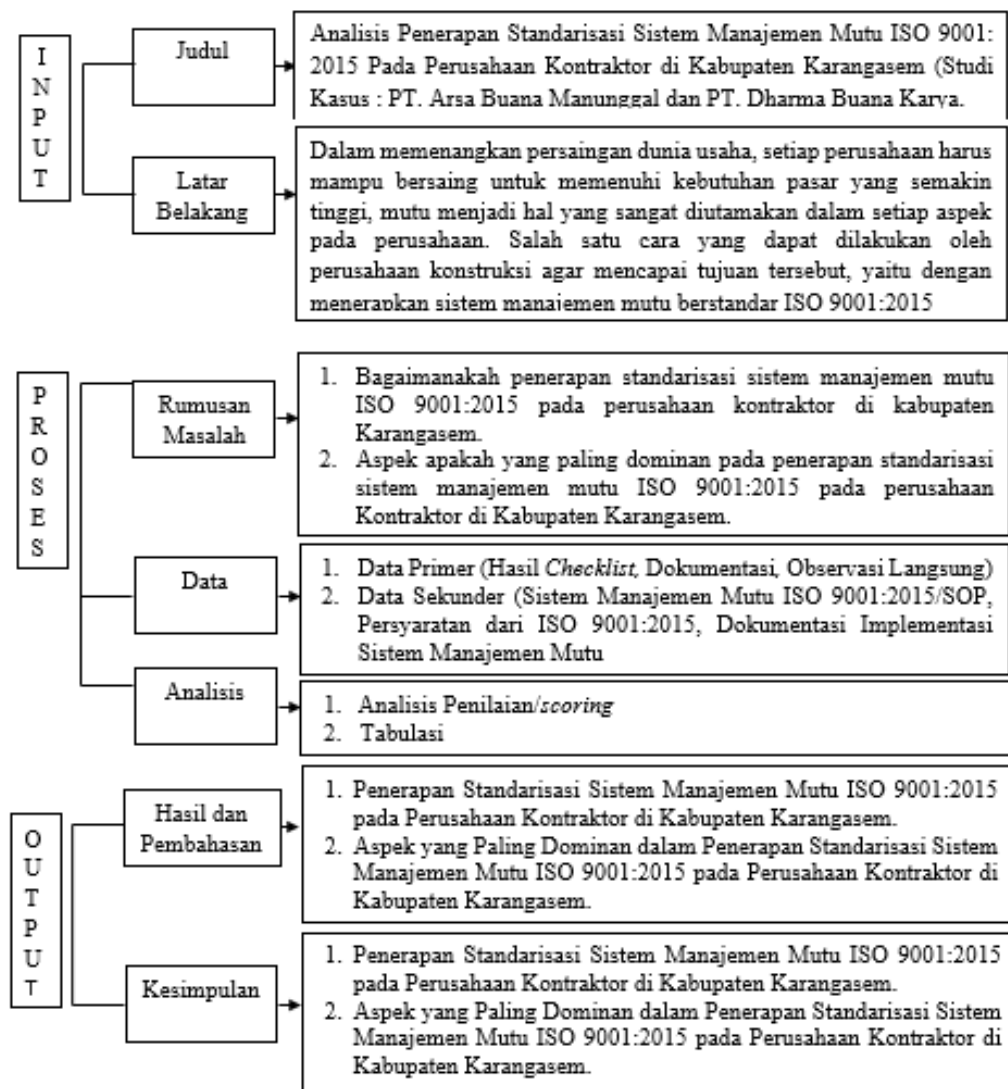 INPUT
Judul
Analisis Penerapan Standarisasi Sistem Manajemen Mutu ISO 9001:
2015 Pada Perusahaan Kontraktor di Kabupaten Karangasem (Studi
Kasus : PT. Arsa Buana Manunggal dan PT. Dharma Buana Karya.
Latar
Belakang
Dalam memenangkan persaingan dunia usaha, setiap perusahaan harus
mampu bersaing untuk memenuhi kebutuhan pasar yang semakin
tinggi, mutu menjadi hal yang sangat diutamakan dalam setiap aspek
pada perusahaan. Salah satu cara yang dapat dilakukan oleh
perusahaan konstruksi agar mencapai tujuan tersebut, yaitu dengan
menerapkan sistem manajemen mutu berstandar ISO 9001:2015
PROSES
Rumusan
Masalah
1. Bagaimanakah penerapan standarisasi sistem manajemen mutu
ISO 9001:2015 pada perusahaan kontraktor di kabupaten
Karangasem.
2. Aspek apakah yang paling dominan pada penerapan standarisasi
sistem manajemen mutu ISO 9001:2015 pada perusahaan
Kontraktor di Kabupaten Karangasem.
Data
1. Data Primer (Hasil Checklist, Dokumentasi, Observasi Langsung)
2. Data Sekunder (Sistem Manajemen Mutu ISO 9001:2015/SOP,
Persyaratan dari ISO 9001:2015, Dokumentasi Implementasi
Sistem Manajemen Mutu
Analisis
1. Analisis Penilaian/scoring
2. Tabulasi
OUTPUT
Hasil dan
Pembahasan
1. Penerapan Standarisasi Sistem Manajemen Mutu ISO 9001:2015
pada Perusahaan Kontraktor di Kabupaten Karangasem.
2. Aspek yang Paling Dominan dalam Penerapan Standarisasi Sistem
Manajemen Mutu ISO 9001:2015 pada Perusahaan Kontraktor di
Kabupaten Karangasem.
Kesimpulan
1. Penerapan Standarisasi Sistem Manajemen Mutu ISO 9001:2015
pada Perusahaan Kontraktor di Kabupaten Karangasem.
2. Aspek yang Paling Dominan dalam Penerapan Standarisasi Sistem
Manajemen Mutu ISO 9001:2015 pada Perusahaan Kontraktor di
Kabupaten Karangasem.